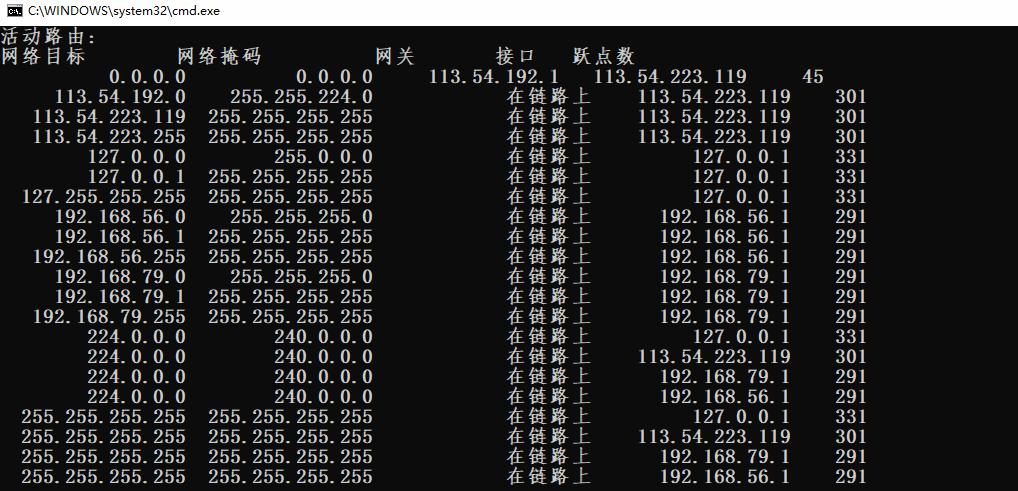 C:\WINDOWS\system32\cmd.exe
活动路由:
网络目标 网络掩码 网关 接口 跃点数
0.0.0.0 0.0.0.0 113.54.192.1 113.54.223.119 45
113.54.192.0 255.255.224.0 在链路上 113.54.223.119 301
113.54.223.119 255.255.255.255 在链路上 113.54.223.119 301
113.54.223.255 255.255.255.255 在链路上 113.54.223.119 301
127.0.0.0 255.0.0.0 在链路上 127.0.0.1 331
127.0.0.1 255.255.255.255 在链路上 127.0.0.1 331
127.255.255.255 255.255.255.255 在链路上 127.0.0.1 331
192.168.56.0 255.255.255.0 在链路上 192.168.56.1 291
192.168.56.1 255.255.255.255 在链路上 192.168.56.1 291
192.168.56.255 255.255.255.255 在链路上 192.168.56.1 291
192.168.79.0 255.255.255.0 在链路上 192.168.79.1 291
192.168.79.1 255.255.255.255 在链路上 192.168.79.1 291
192.168.79.255 255.255.255.255 在链路上 192.168.79.1 291
224.0.0.0 240.0.0.0 在链路上 127.0.0.1 331
224.0.0.0 240.0.0.0 在链路上 113.54.223.119 301
224.0.0.0 240.0.0.0 在链路上 192.168.79.1 291
224.0.0.0 240.0.0.0 在链路上 192.168.56.1 291
255.255.255.255 255.255.255.255 在链路上 127.0.0.1 331
255.255.255.255 255.255.255.255 在链路上 113.54.223.119 301
255.255.255.255 255.255.255.255 在链路上 192.168.79.1 291
255.255.255.255 255.255.255.255 在链路上 192.168.56.1 291